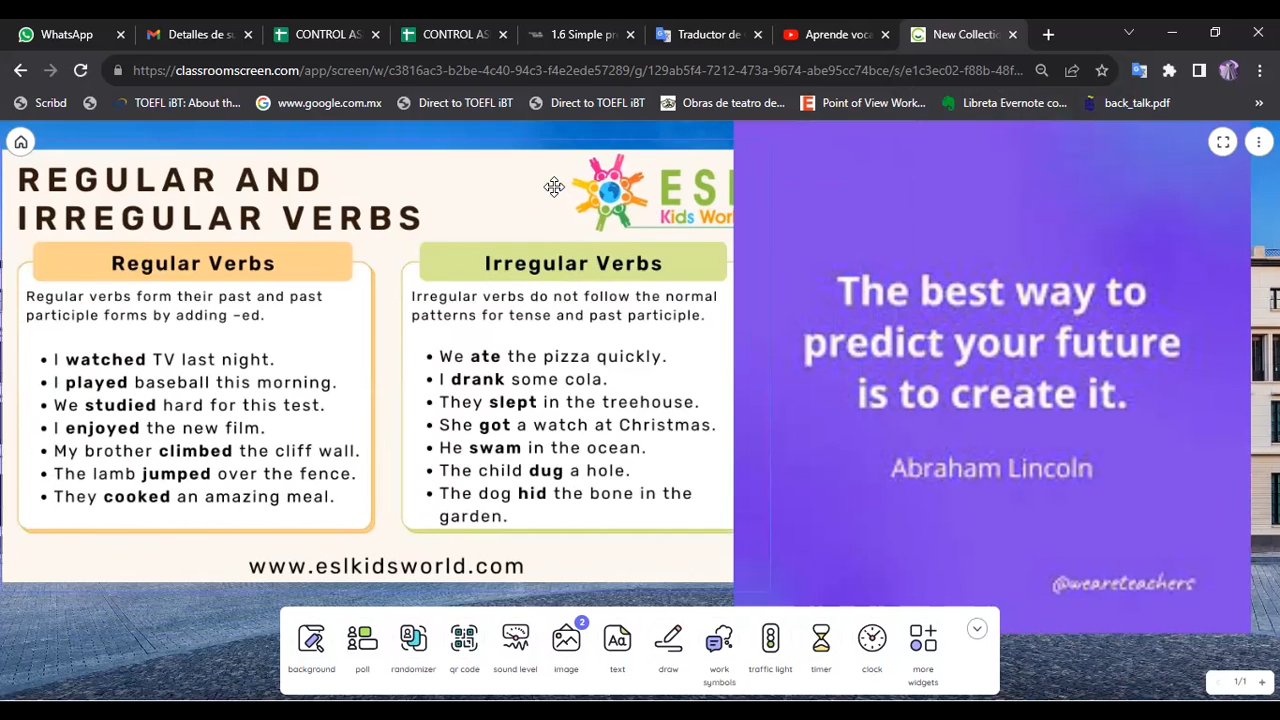 WhatsApp
Detalles de su
CONTROL AS
CONTROL AS
1.6 Simple pre
Traductor de
Aprende voca
New Collectio
https://classroomscreen.com/app/screen/w/c3816ac3-b2be-4c40-94c3-f4e2ede57289/g/129ab5f4-7212-473a-9674-abe95cc74bce/s/e1c3ec02-f88b-48f...
Scribd
TOEFL iBT: About th...
www.google.com.mx
Direct to TOEFL iBT
Direct to TOEFL iBT
Obras de teatro de...
Point of View Work...
Libreta Evernote co...
back_talk.pdf
»
REGULAR AND
IRREGULAR VERBS
ESL
Kids Wor
Regular Verbs
Regular verbs form their past and past
participle forms by adding –ed.
• I watched TV last night.
• I played baseball this morning.
• We studied hard for this test.
• I enjoyed the new film.
• My brother climbed the cliff wall.
• The lamb jumped over the fence.
• They cooked an amazing meal.
Irregular Verbs
Irregular verbs do not follow the normal
patterns for tense and past participle.
• We ate the pizza quickly.
• I drank some cola.
• They slept in the treehouse.
• She got a watch at Christmas.
• He swam in the ocean.
• The child dug a hole.
• The dog hid the bone in the
garden.
www.eslkidsworld.com
The best way to
predict your future
is to create it.
Abraham Lincoln
@weareteachers
2
background
poll
randomizer
qr code
sound level
image
text
draw
work
symbols
traffic light
timer
clock
more
widgets
1/1